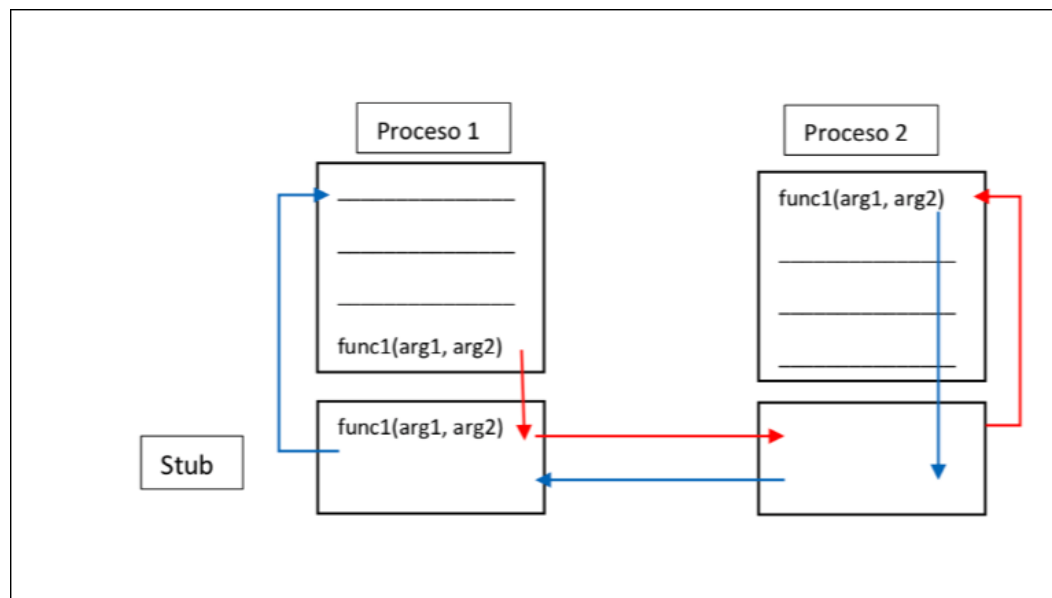 Proceso 1
Proceso 2
func1(arg1, arg2)
func1(arg1, arg2)
func1(arg1, arg2)
Stub